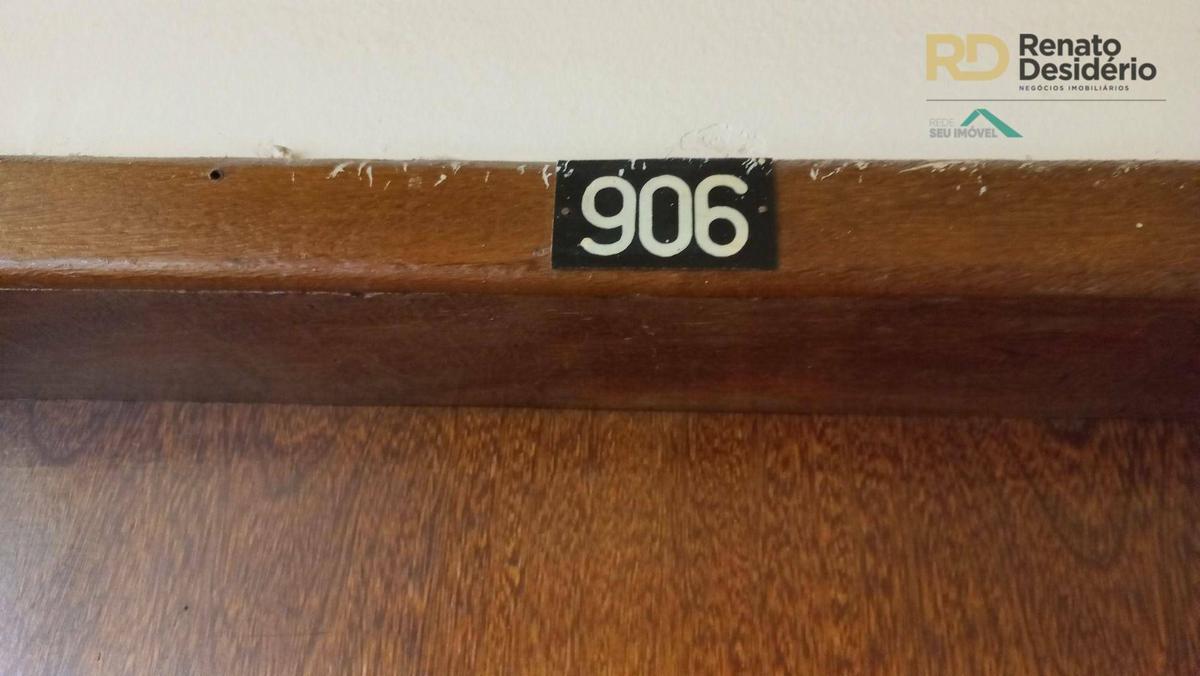 RD Renato
Desidério
NEGÓCIOS IMOBILIÁRIOS
REDE
SEU IMÓVEL
906